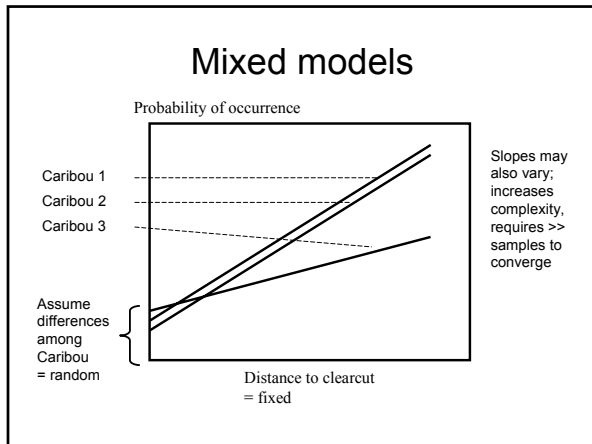 Mixed models
Probability of occurrence
Caribou 1
Caribou 2
Caribou 3
Slopes may
also vary;
increases
complexity,
requires >>
samples to
converge
Assume
differences
among
Caribou
= random
Distance to clearcut
= fixed